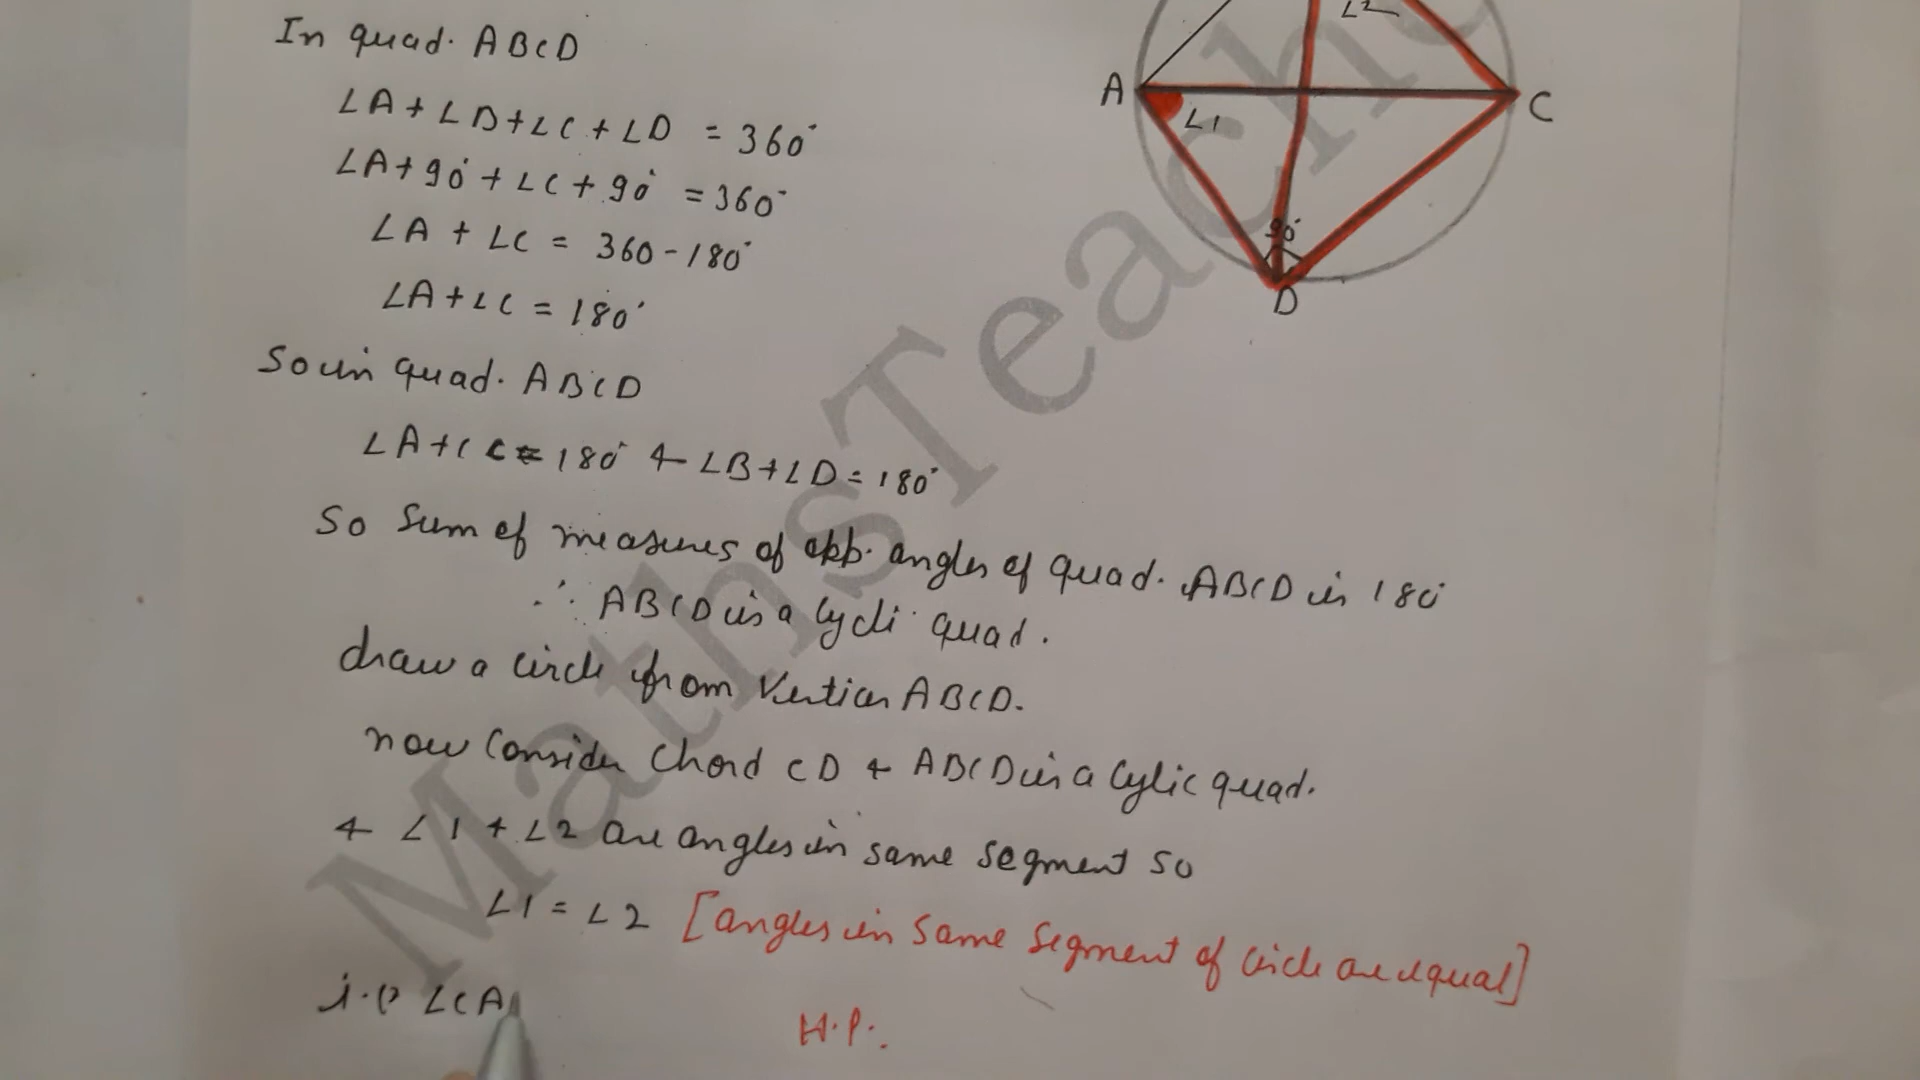 In quad. ABCD
∠A + ∠B + ∠C + ∠D = 360°
∠A + 90° + ∠C + 90° = 360°
∠A + ∠C = 360 - 180°
∠A + ∠C = 180°
So in quad. ABCD
∠A + ∠C = 180° & ∠B + ∠D = 180°
So Sum of measures of opp. angles of quad. ABCD is 180°
∴ ABCD is a Cycli quad.
draw a circle from Vertices ABCD.
now Consider Chord CD & ABCD is a Cylic quad.
& ∠1 & ∠2 are angles in same segment so
∠1 = ∠2 [angles in same segment of circle are equal]
i.e ∠CA
H.P.
∠2
A
C
∠1
90°
D
MathsTeache